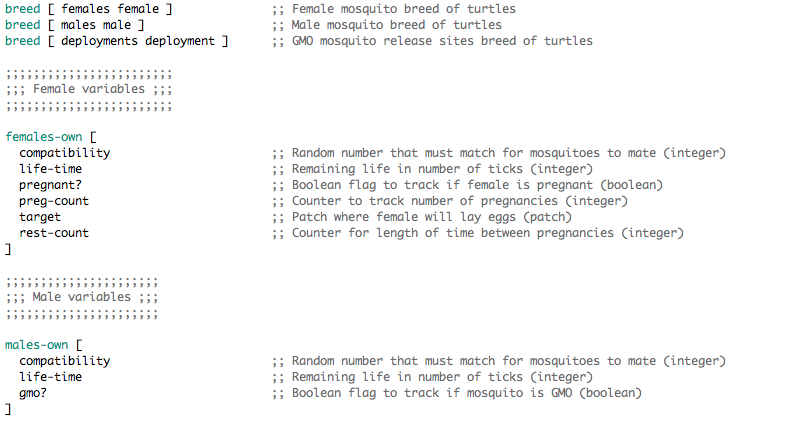 breed [ females female ] ;; Female mosquito breed of turtles
breed [ males male ] ;; Male mosquito breed of turtles
breed [ deployments deployment ] ;; GMO mosquito release sites breed of turtles
;;;;;;;;;;;;;;;;;;;;;;;;
;;; Female variables ;;;
;;;;;;;;;;;;;;;;;;;;;;;;
females-own [
compatibility ;; Random number that must match for mosquitoes to mate (integer)
life-time ;; Remaining life in number of ticks (integer)
pregnant? ;; Boolean flag to track if female is pregnant (boolean)
preg-count ;; Counter to track number of pregnancies (integer)
target ;; Patch where female will lay eggs (patch)
rest-count ;; Counter for length of time between pregnancies (integer)
]
;;;;;;;;;;;;;;;;;;;;;;
;;; Male variables ;;;
;;;;;;;;;;;;;;;;;;;;;;
males-own [
compatibility ;; Random number that must match for mosquitoes to mate (integer)
life-time ;; Remaining life in number of ticks (integer)
gmo? ;; Boolean flag to track if mosquito is GMO (boolean)
]